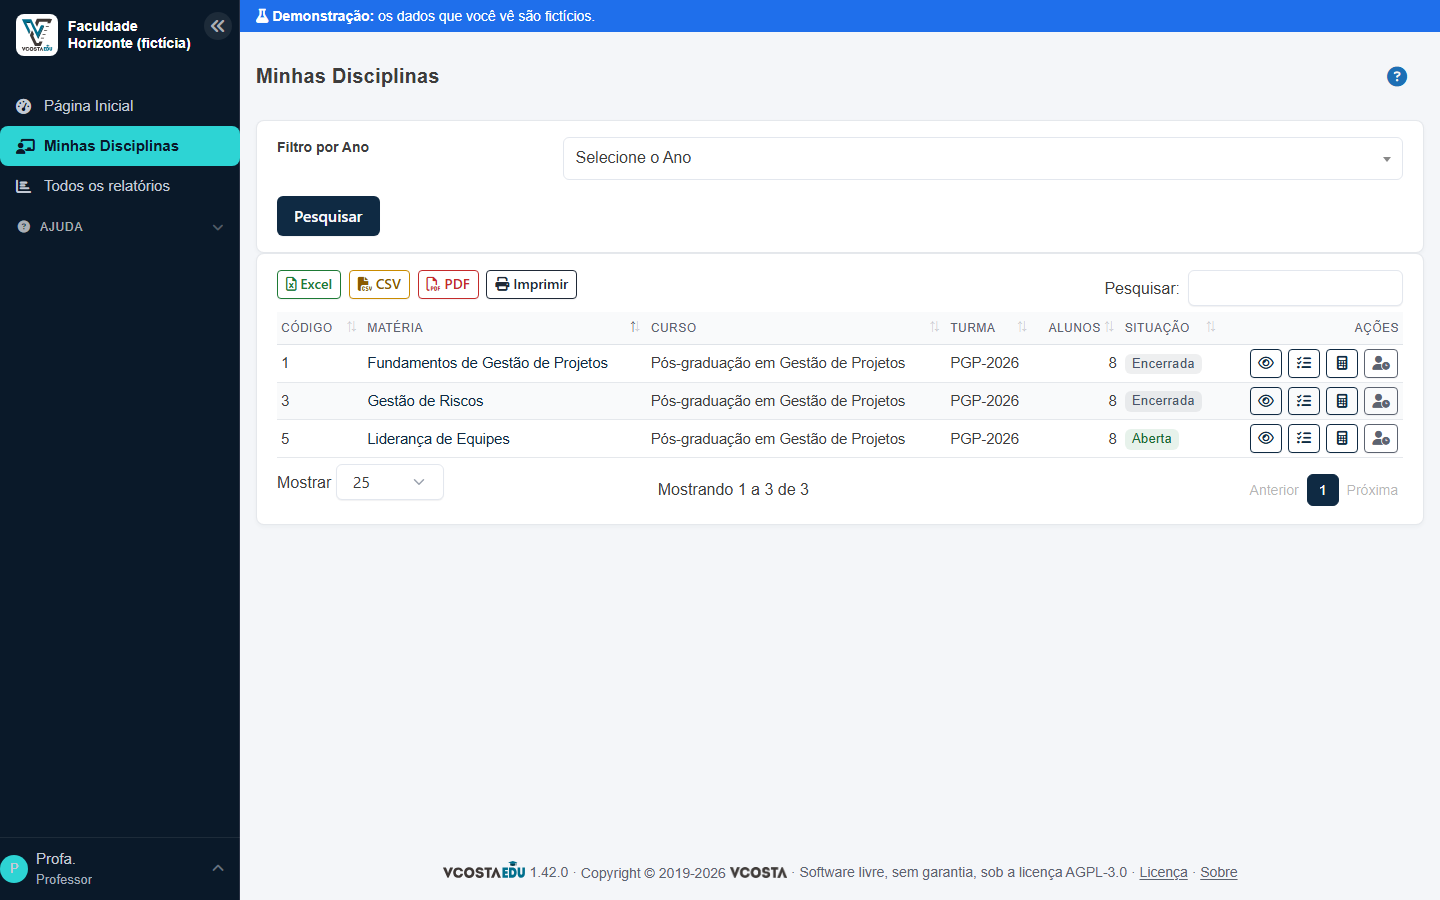 Faculdade
Horizonte (fictícia)
VCOSTAEDU
Demonstração: os dados que você vê são fictícios.
Página Inicial
Minhas Disciplinas
Todos os relatórios
AJUDA
Minhas Disciplinas
?
Filtro por Ano
Selecione o Ano
Pesquisar
Excel
CSV
PDF
Imprimir
Pesquisar:
CÓDIGO MATÉRIA CURSO TURMA ALUNOS SITUAÇÃO AÇÕES
1 Fundamentos de Gestão de Projetos Pós-graduação em Gestão de Projetos PGP-2026 8 Encerrada
3 Gestão de Riscos Pós-graduação em Gestão de Projetos PGP-2026 8 Encerrada
5 Liderança de Equipes Pós-graduação em Gestão de Projetos PGP-2026 8 Aberta
Mostrar 25
Mostrando 1 a 3 de 3
Anterior 1 Próxima
P
Profa.
Professor
VCOSTAEDU 1.42.0 · Copyright © 2019-2026 VCOSTA · Software livre, sem garantia, sob a licença AGPL-3.0 · Licença · Sobre